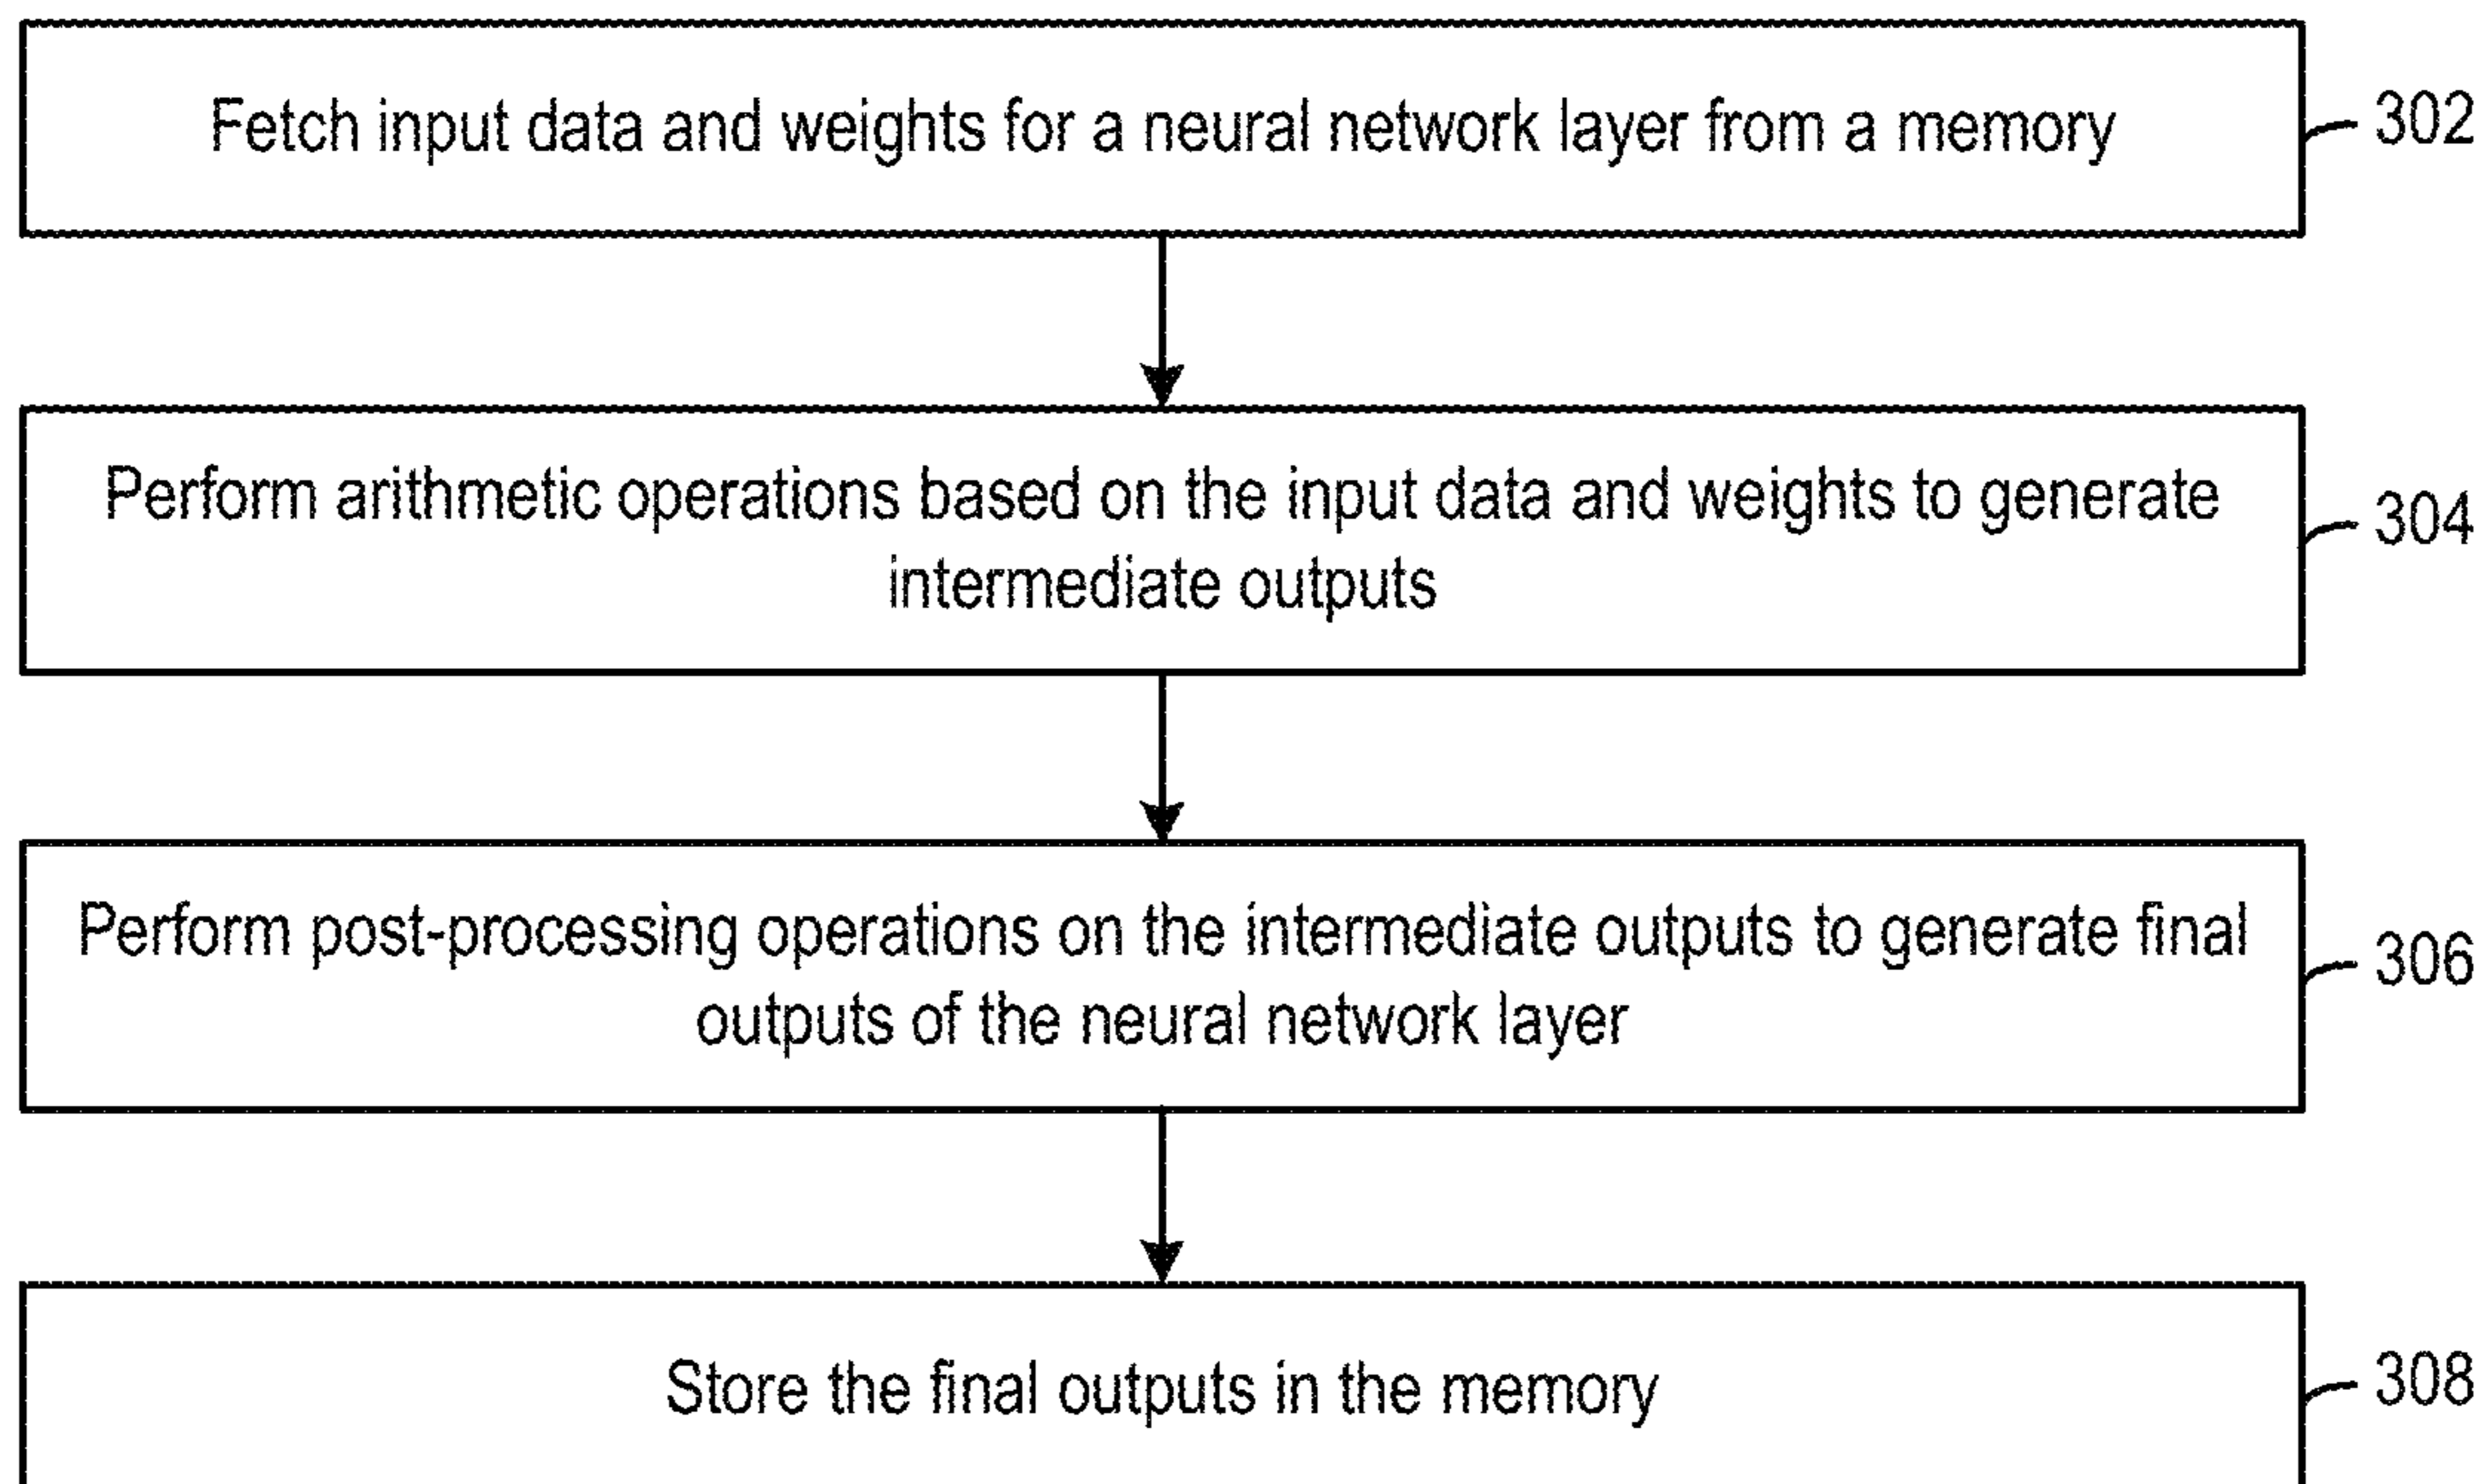 Fetch input data and weights for a neural network layer from a memory
302
Perform arithmetic operations based on the input data and weights to generate
intermediate outputs
304
Perform post-processing operations on the intermediate outputs to generate final
outputs of the neural network layer
306
Store the final outputs in the memory
308